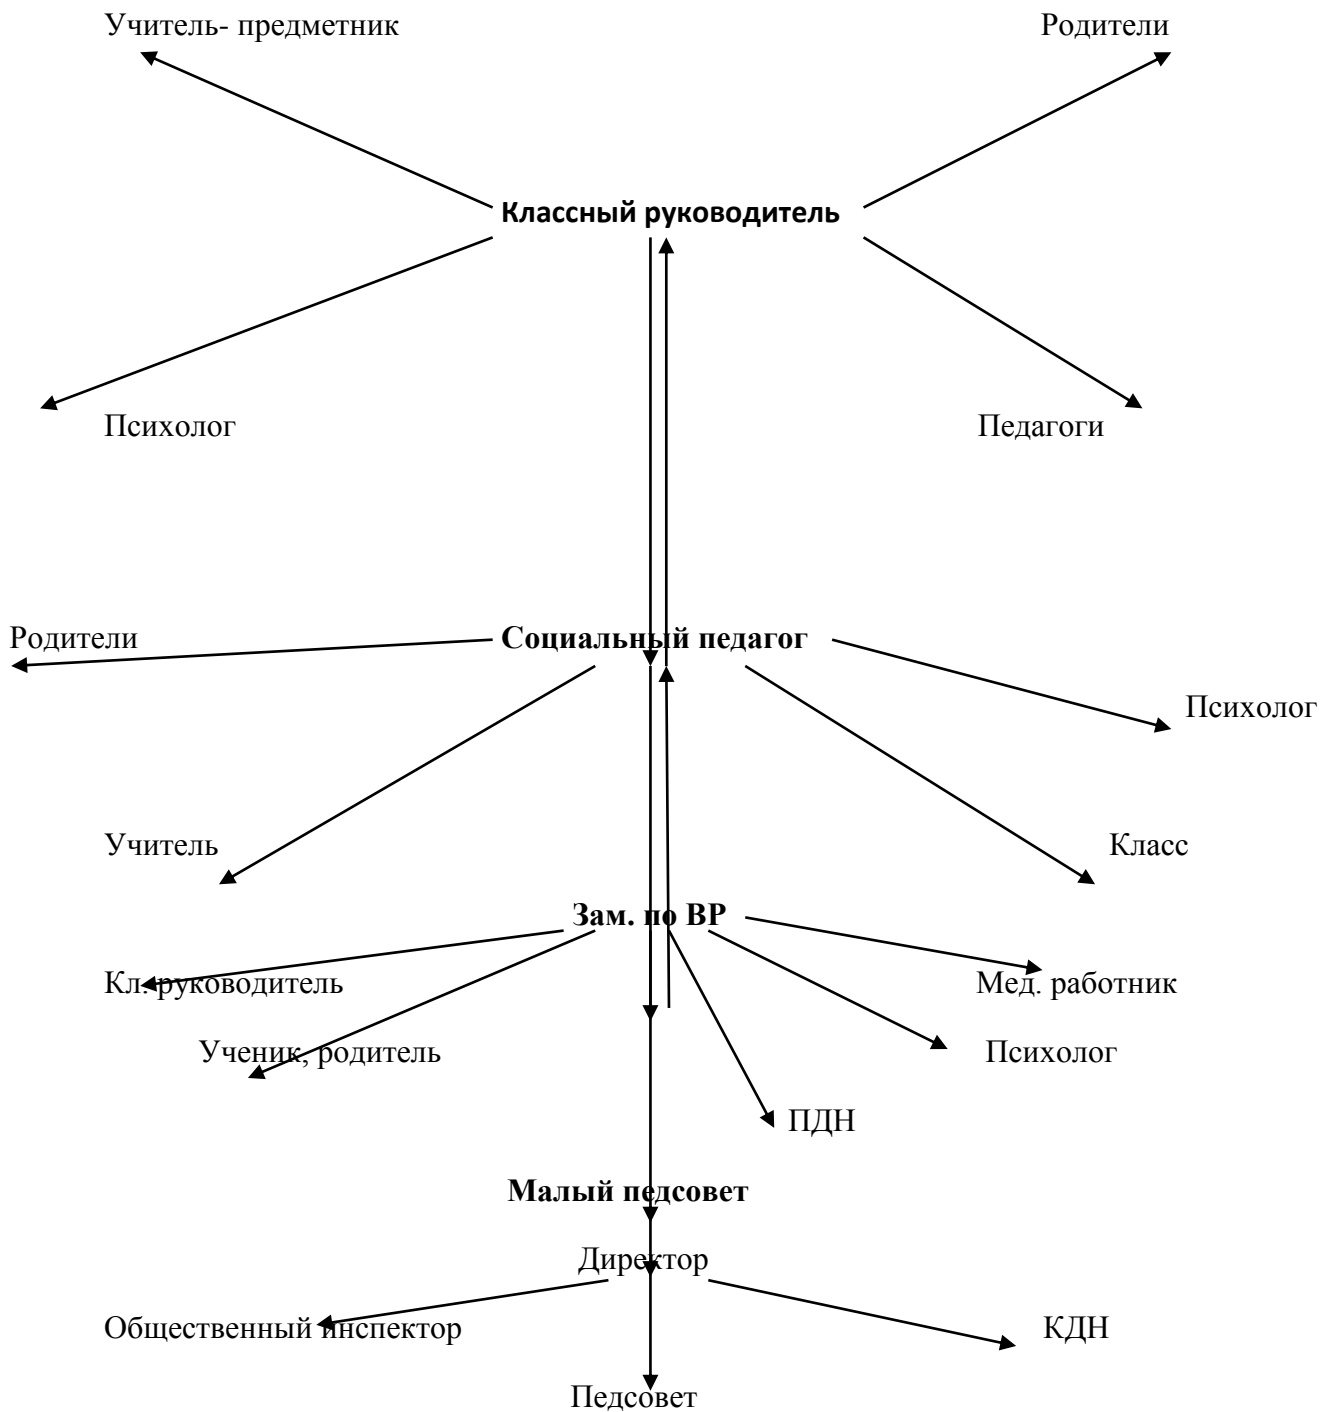 Учитель- предметник Родители
Классный руководитель
Психолог Педагоги
Родители Социальный педагог
Психолог
Учитель Класс
Зам. по ВР
Кл. руководитель Мед. работник
Ученик, родитель Психолог
ПДН
Малый педсовет
Директор
Общественный инспектор КДН
Педсовет